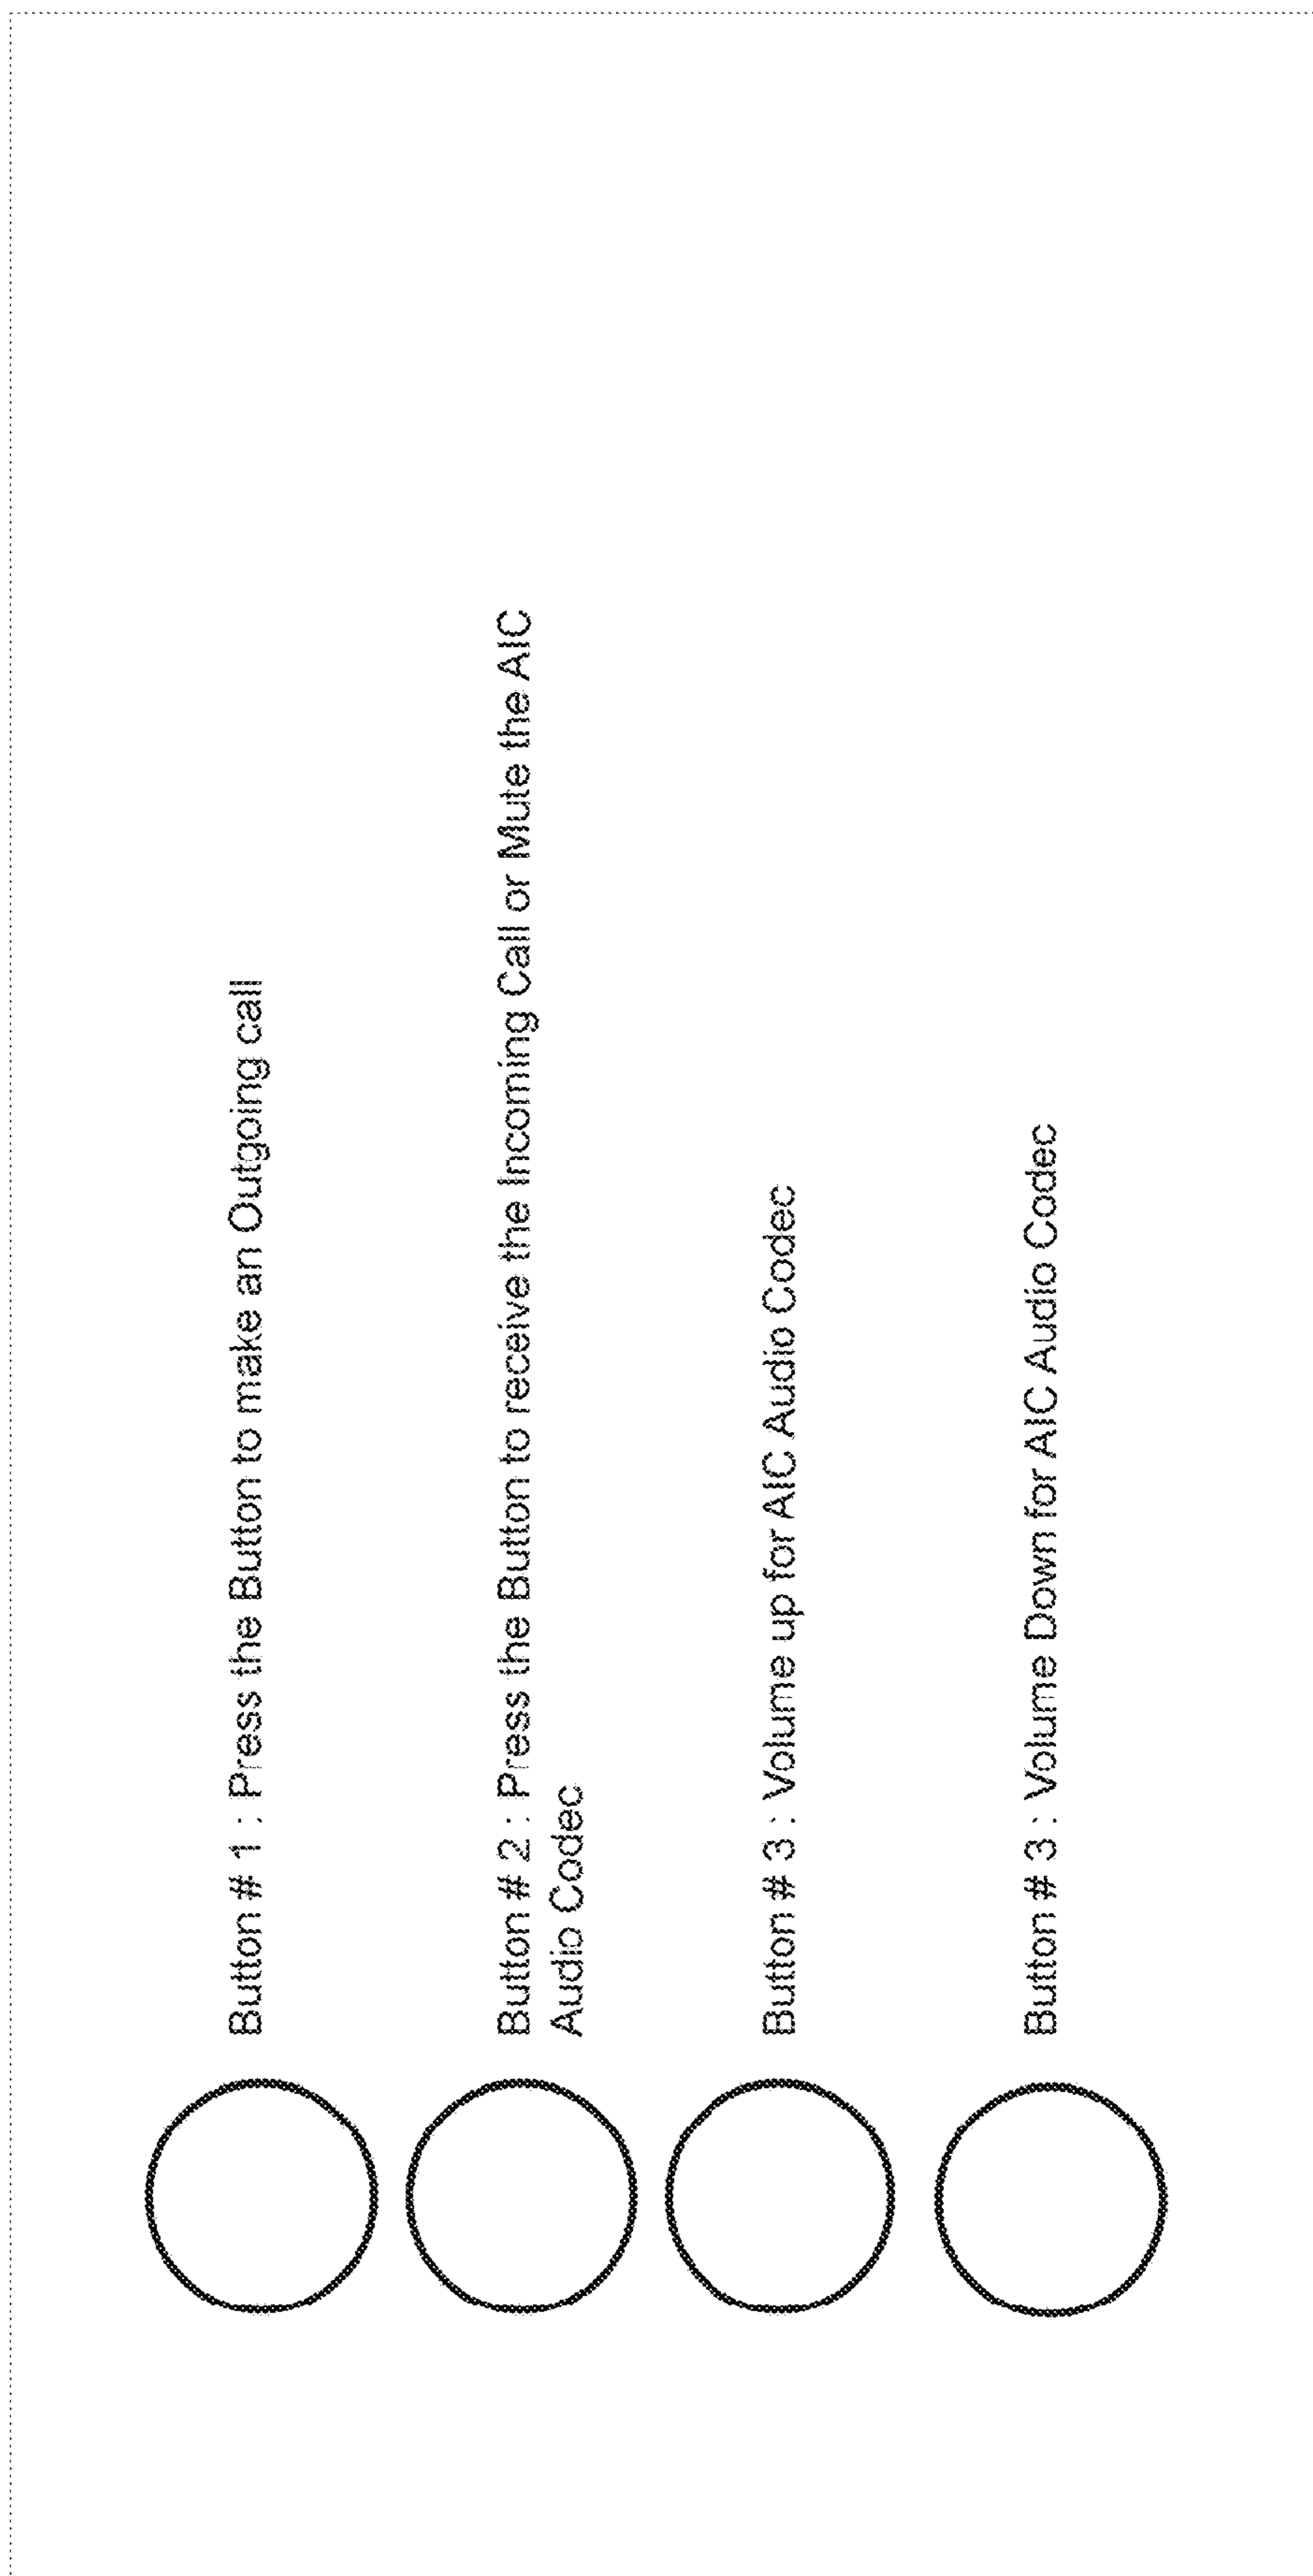 Button # 1 : Press the Button to make an Outgoing call
Button # 2 : Press the Button to receive the Incoming Call or Mute the AIC
Audio Codec
Button # 3 : Volume up for AIC Audio Codec
Button # 3 : Volume Down for AIC Audio Codec